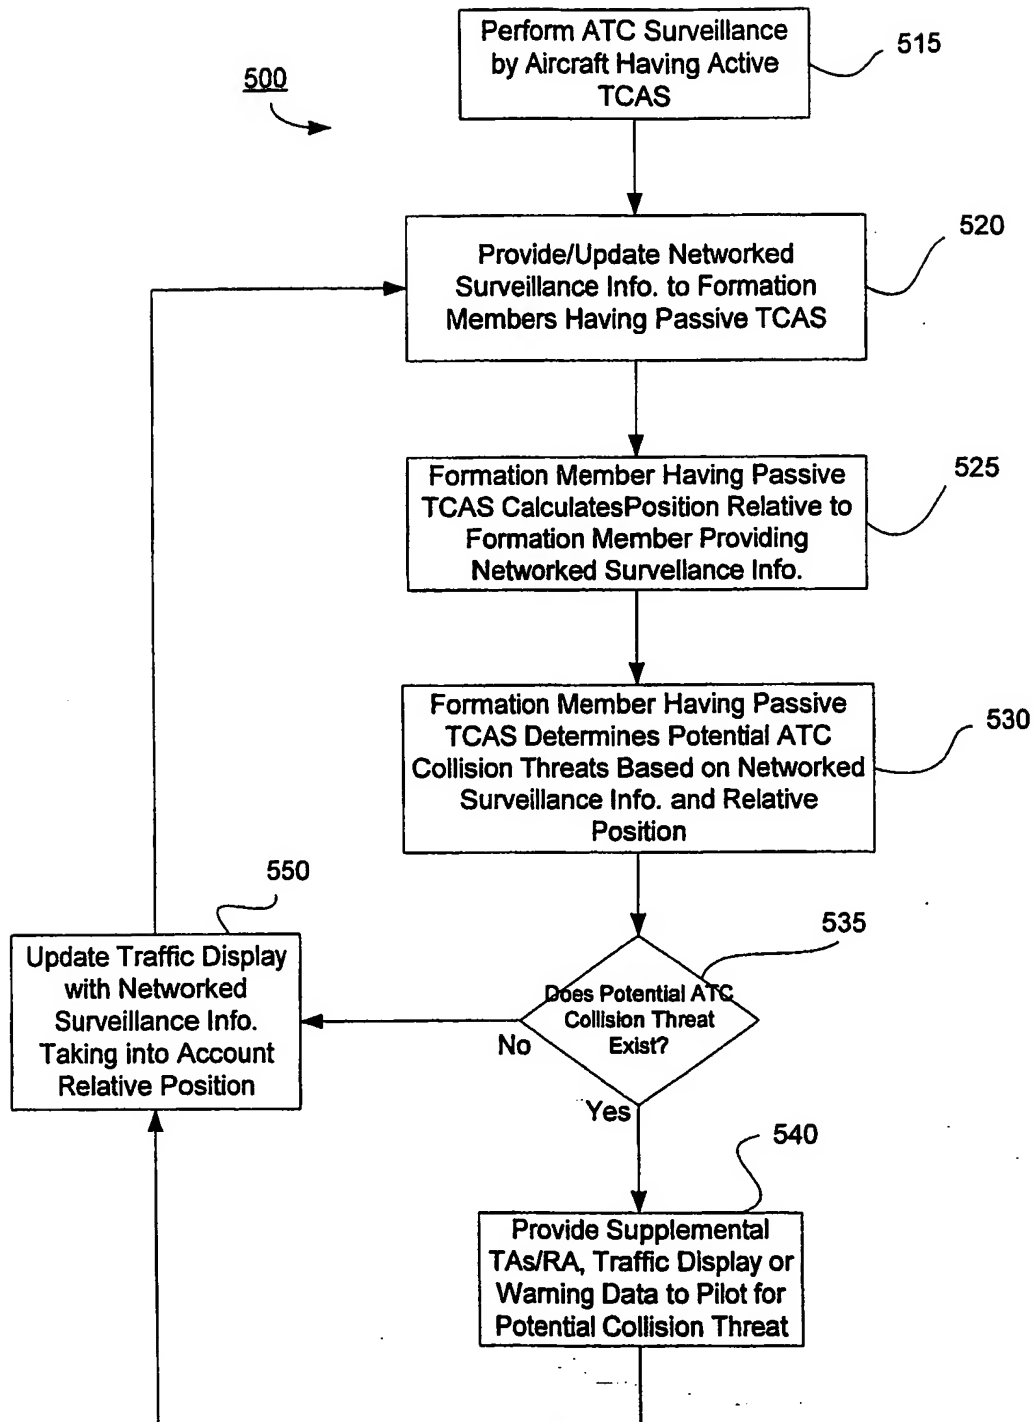 Perform ATC Surveillance
by Aircraft Having Active
TCAS
515
500
Provide/Update Networked
Surveillance Info. to Formation
Members Having Passive TCAS
520
Formation Member Having Passive
TCAS CalculatesPosition Relative to
Formation Member Providing
Networked Survellance Info.
525
Formation Member Having Passive
TCAS Determines Potential ATC
Collision Threats Based on Networked
Surveillance Info. and Relative
Position
530
550
Update Traffic Display
with Networked
Surveillance Info.
Taking into Account
Relative Position
535
Does Potential ATC
Collision Threat
Exist?
No
Yes
540
Provide Supplemental
TAs/RA, Traffic Display or
Warning Data to Pilot for
Potential Collision Threat